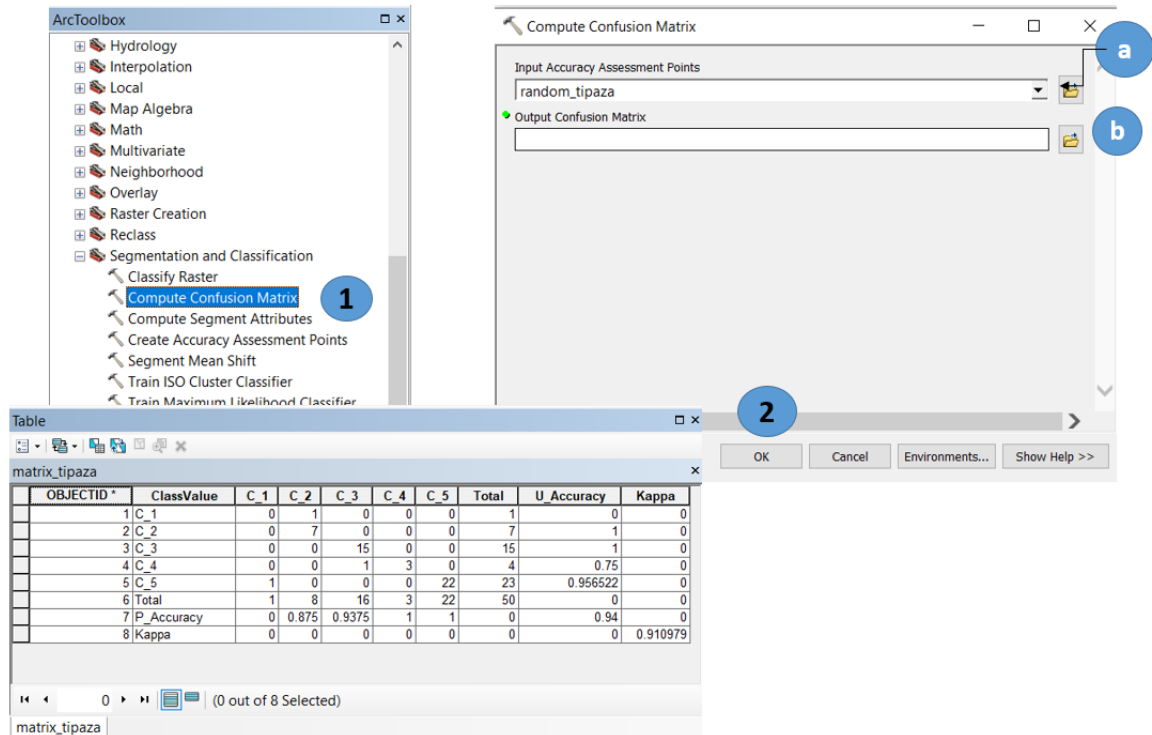 ArcToolbox
Hydrology
Interpolation
Local
Map Algebra
Math
Multivariate
Neighborhood
Overlay
Raster Creation
Reclass
Segmentation and Classification
Classify Raster
Compute Confusion Matrix
1
Compute Segment Attributes
Create Accuracy Assessment Points
Segment Mean Shift
Train ISO Cluster Classifier
Train Maximum Likelihood Classifier
Compute Confusion Matrix
a
Input Accuracy Assessment Points
random_tipaza
Output Confusion Matrix
b
2
OK Cancel Environments... Show Help >>
Table
matrix_tipaza
OBJECTID * ClassValue C_1 C_2 C_3 C_4 C_5 Total U_Accuracy Kappa
1 C_1 0 1 0 0 0 1 0 0
2 C_2 0 7 0 0 0 7 1 0
3 C_3 0 0 15 0 0 15 1 0
4 C_4 0 0 1 3 0 4 0.75 0
5 C_5 1 0 0 0 22 23 0.956522 0
6 Total 1 8 16 3 22 50 0 0
7 P_Accuracy 0 0.875 0.9375 1 1 0 0.94 0
8 Kappa 0 0 0 0 0 0 0 0.910979
0 (0 out of 8 Selected)
matrix_tipaza